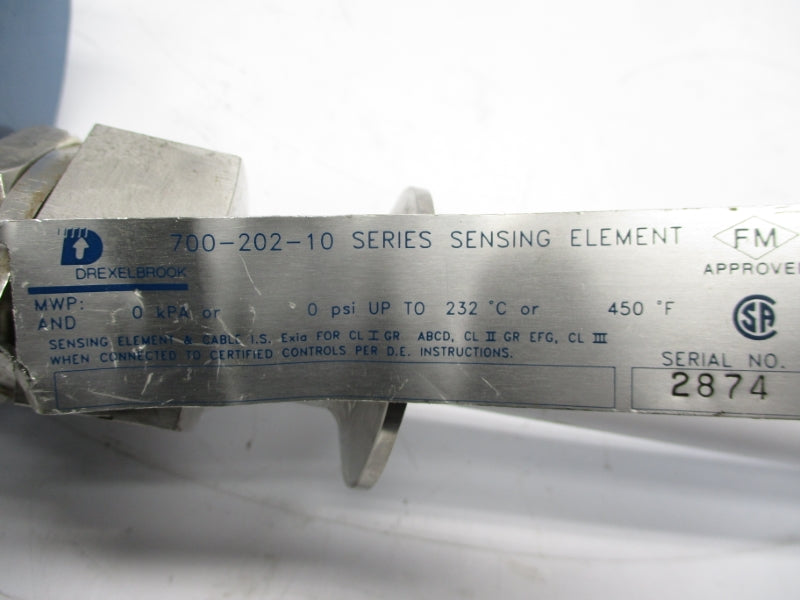 700-202-10 SERIES SENSING ELEMENT
DREXELBROOK
FM
APPROVED
MWP: 0 kPA or 0 psi UP TO 232 °C or 450 °F
AND
SA
SENSING ELEMENT & CABLE I.S. Exia FOR CL I GR ABCD, CL II GR EFG, CL III
WHEN CONNECTED TO CERTIFIED CONTROLS PER D.E. INSTRUCTIONS.
SERIAL NO.
2874